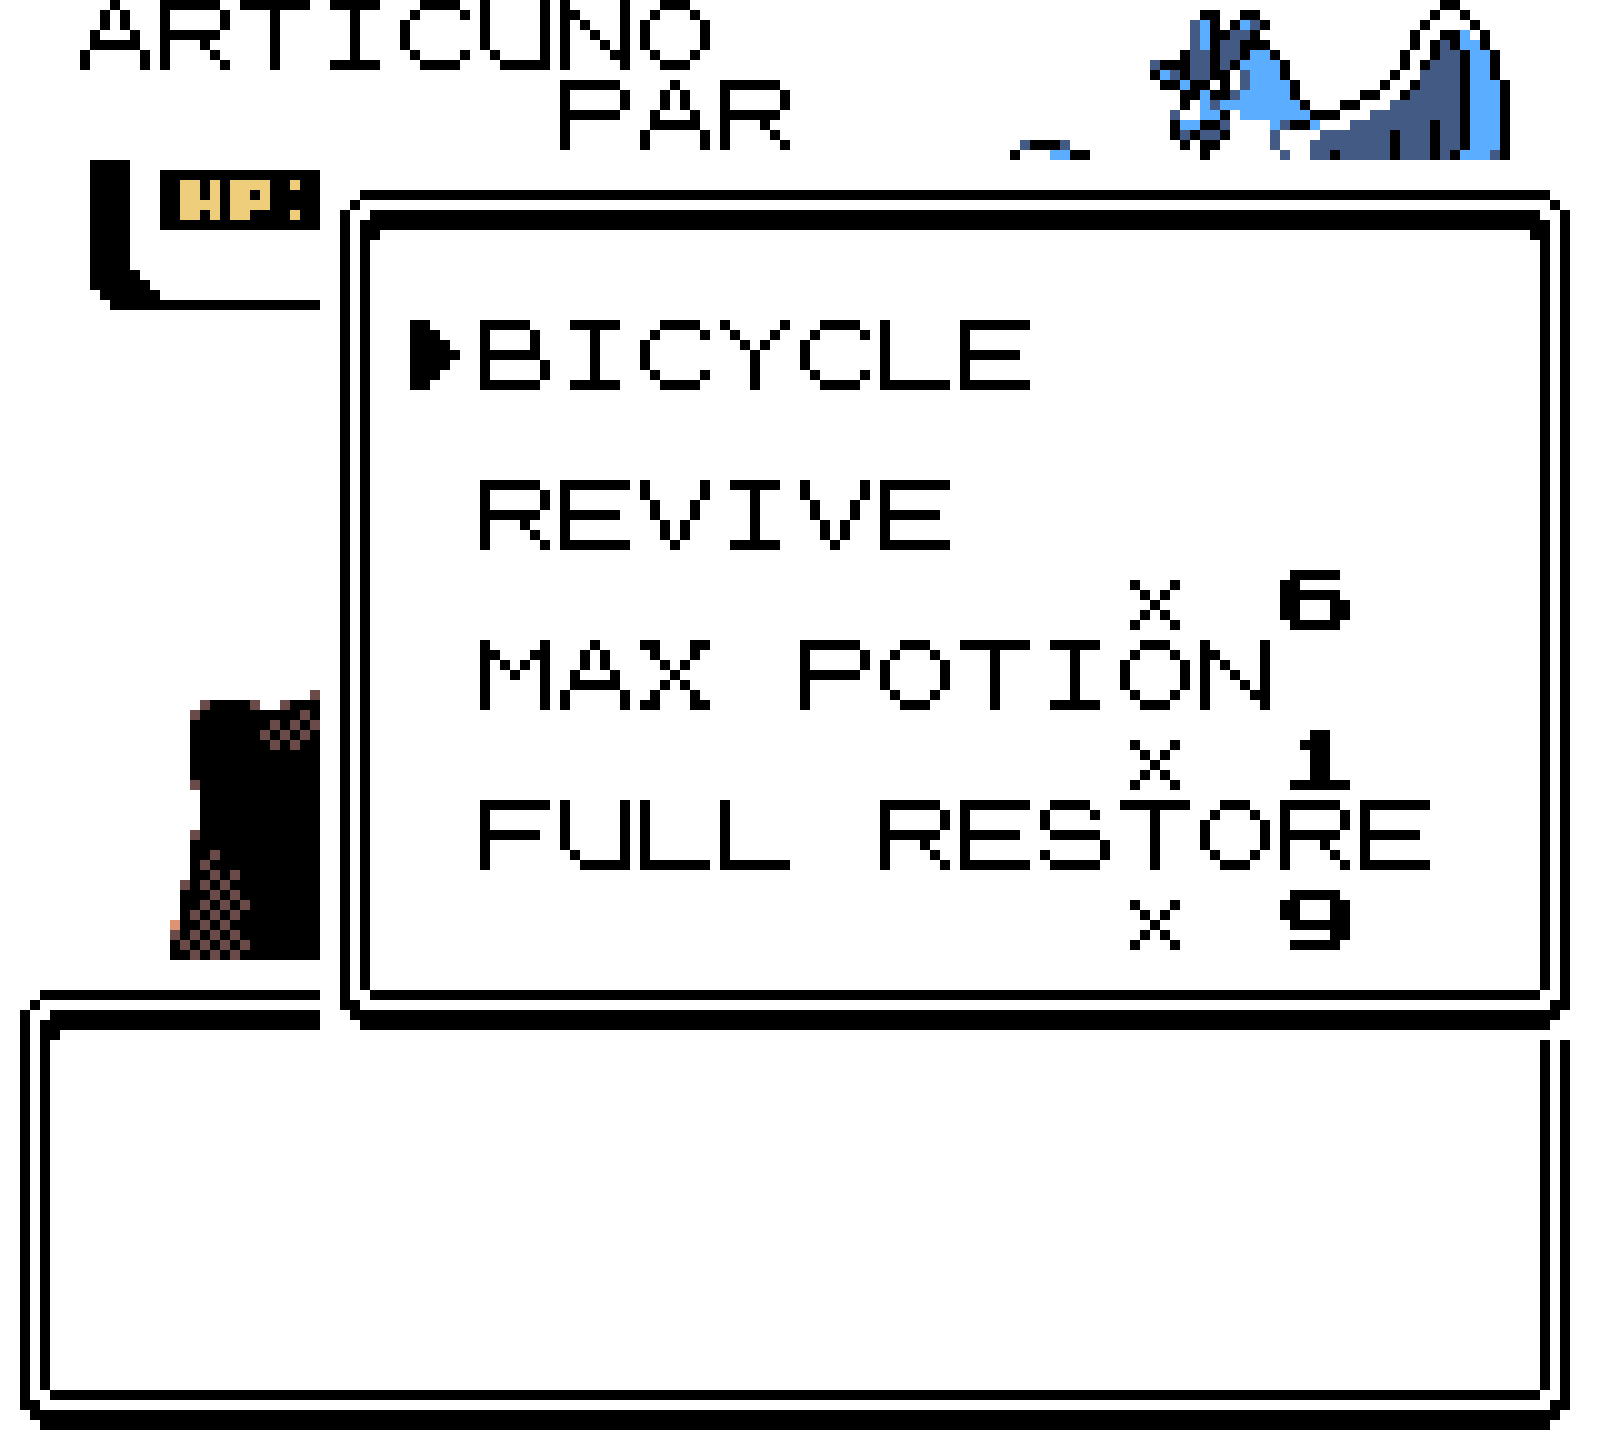 ARTICUNO
PAR
HP:
▶BICYCLE
REVIVE
× 6
MAX POTION
× 1
FULL RESTORE
× 9